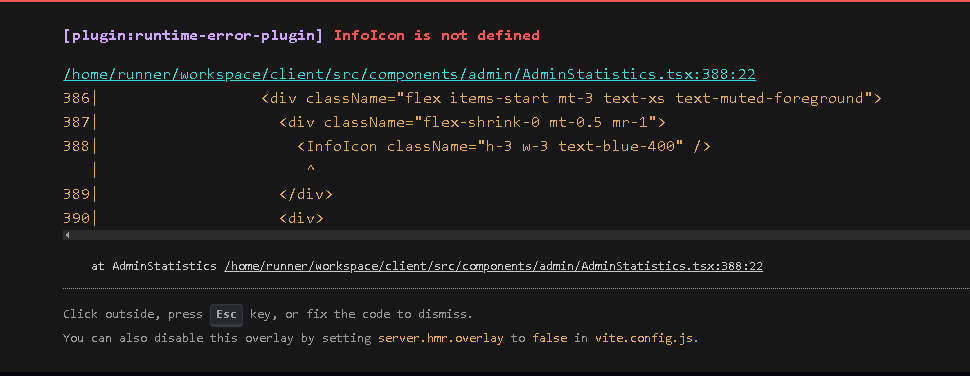 [plugin:runtime-error-plugin] InfoIcon is not defined
/home/runner/workspace/client/src/components/admin/AdminStatistics.tsx:388:22
386| <div className="flex items-start mt-3 text-xs text-muted-foreground">
387| <div className="flex-shrink-0 mt-0.5 mr-1">
388| <InfoIcon className="h-3 w-3 text-blue-400" />
| ^
389| </div>
390| <div>
at AdminStatistics /home/runner/workspace/client/src/components/admin/AdminStatistics.tsx:388:22
Click outside, press Esc key, or fix the code to dismiss.
You can also disable this overlay by setting server.hmr.overlay to false in vite.config.js.